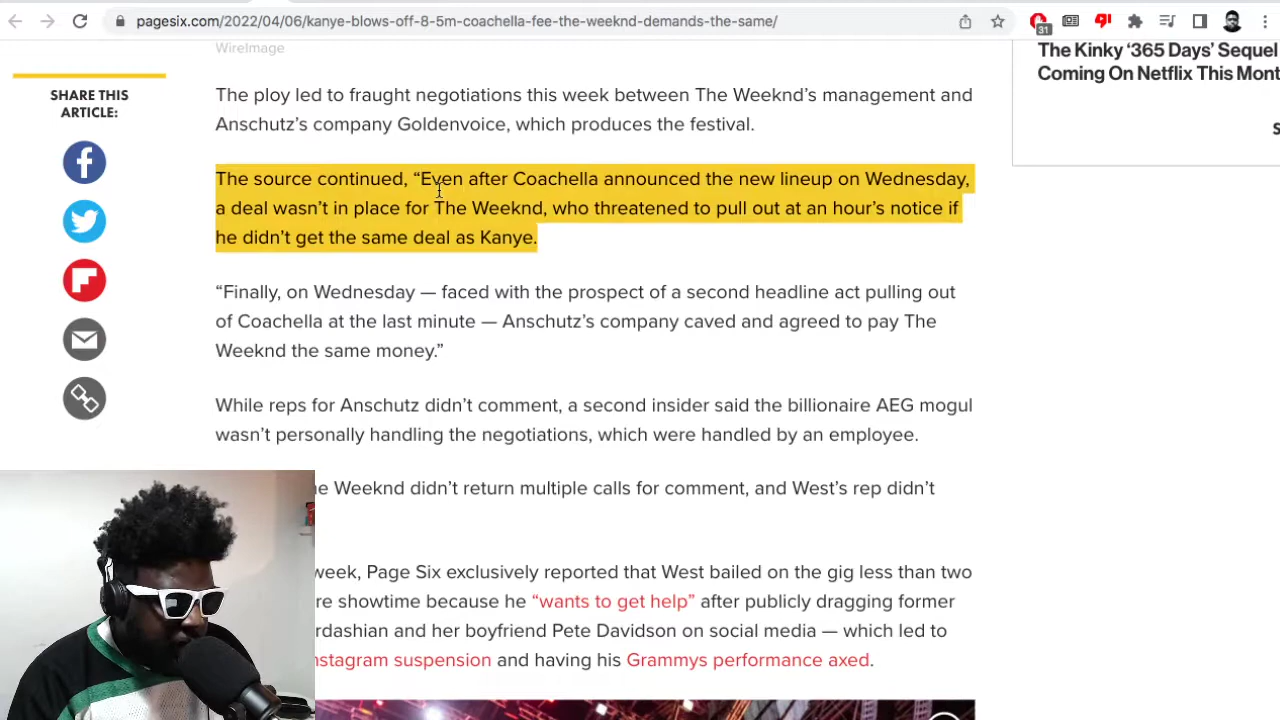 pagesix.com/2022/04/06/kanye-blows-off-8-5m-coachella-fee-the-weeknd-demands-the-same/
31
WireImage
The Kinky ‘365 Days’ Sequel
Coming On Netflix This Mont
S
SHARE THIS
ARTICLE:
The ploy led to fraught negotiations this week between The Weeknd’s management and
Anschutz’s company Goldenvoice, which produces the festival.
The source continued, “Even after Coachella announced the new lineup on Wednesday,
a deal wasn’t in place for The Weeknd, who threatened to pull out at an hour’s notice if
he didn’t get the same deal as Kanye.
“Finally, on Wednesday — faced with the prospect of a second headline act pulling out
of Coachella at the last minute — Anschutz’s company caved and agreed to pay The
Weeknd the same money.”
While reps for Anschutz didn’t comment, a second insider said the billionaire AEG mogul
wasn’t personally handling the negotiations, which were handled by an employee.
e Weeknd didn’t return multiple calls for comment, and West’s rep didn’t
week, Page Six exclusively reported that West bailed on the gig less than two
re showtime because he “wants to get help” after publicly dragging former
rdashian and her boyfriend Pete Davidson on social media — which led to
nstagram suspension and having his Grammys performance axed.